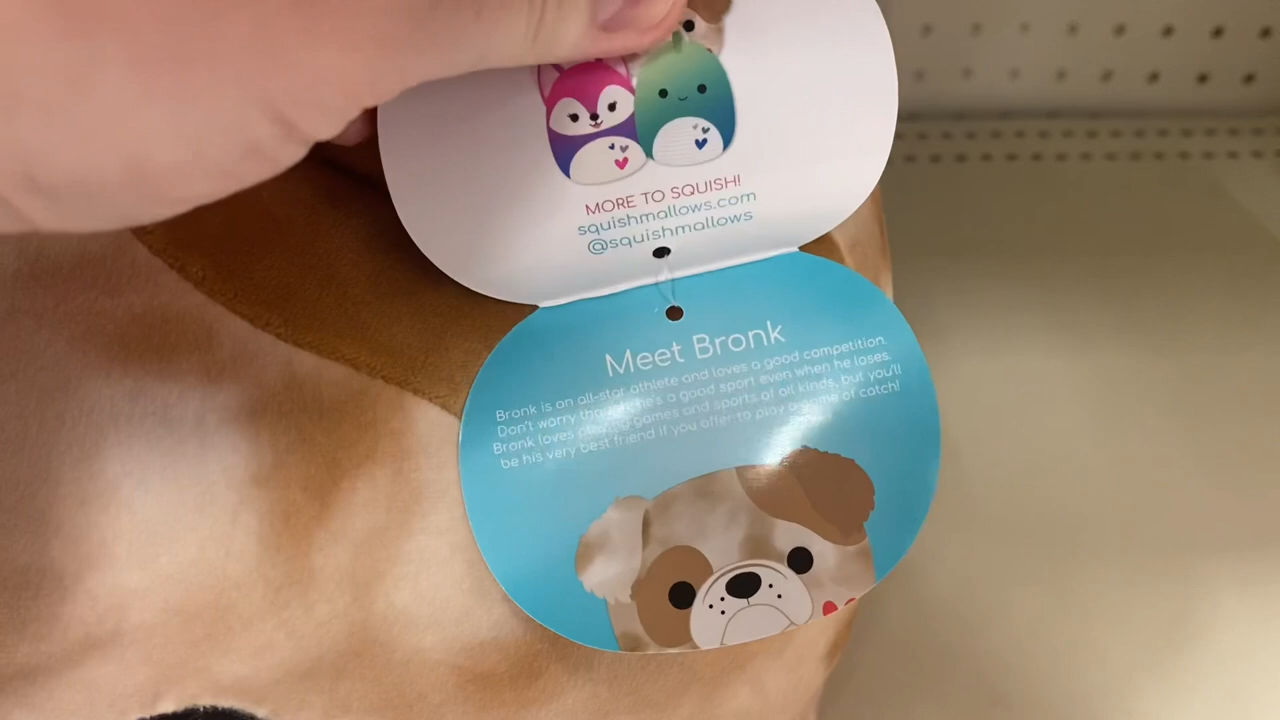 MORE TO SQUISH!
squishmallows.com
@squishmallows
Meet Bronk
Bronk is an all-star athlete and loves a good competition.
Don't worry though, he's a good sport even when he loses.
Bronk loves playing games and sports of all kinds, but you'll
be his very best friend if you offer to play a game of catch!